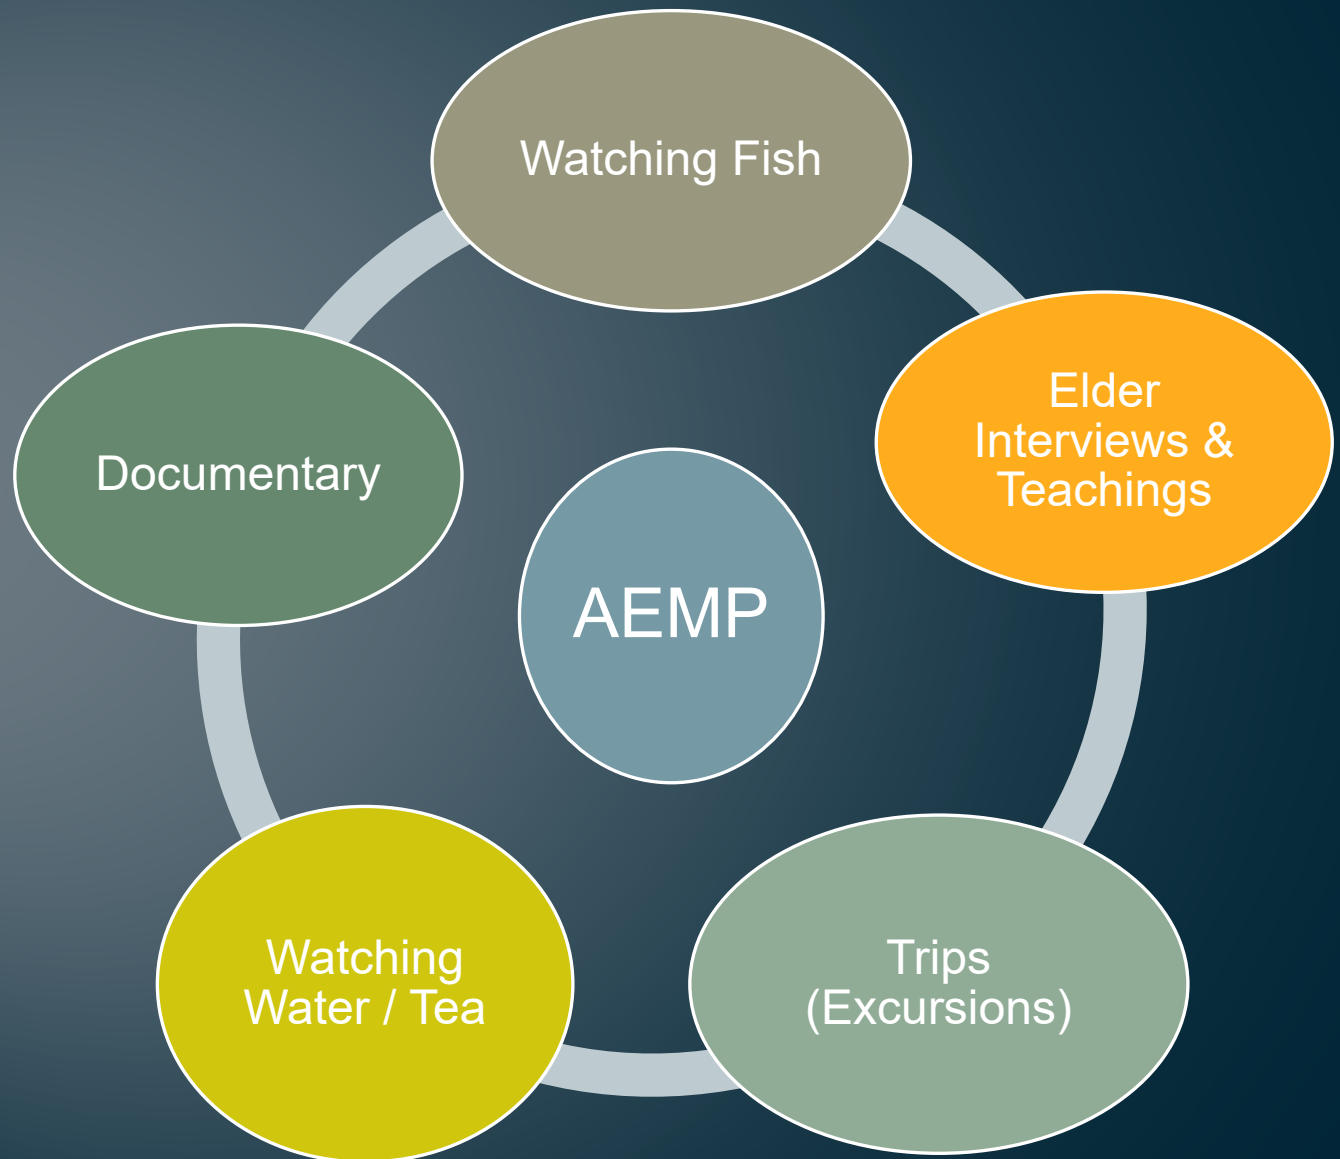 Watching Fish
Elder
Interviews &
Teachings
Documentary
AEMP
Watching
Water / Tea
Trips
(Excursions)